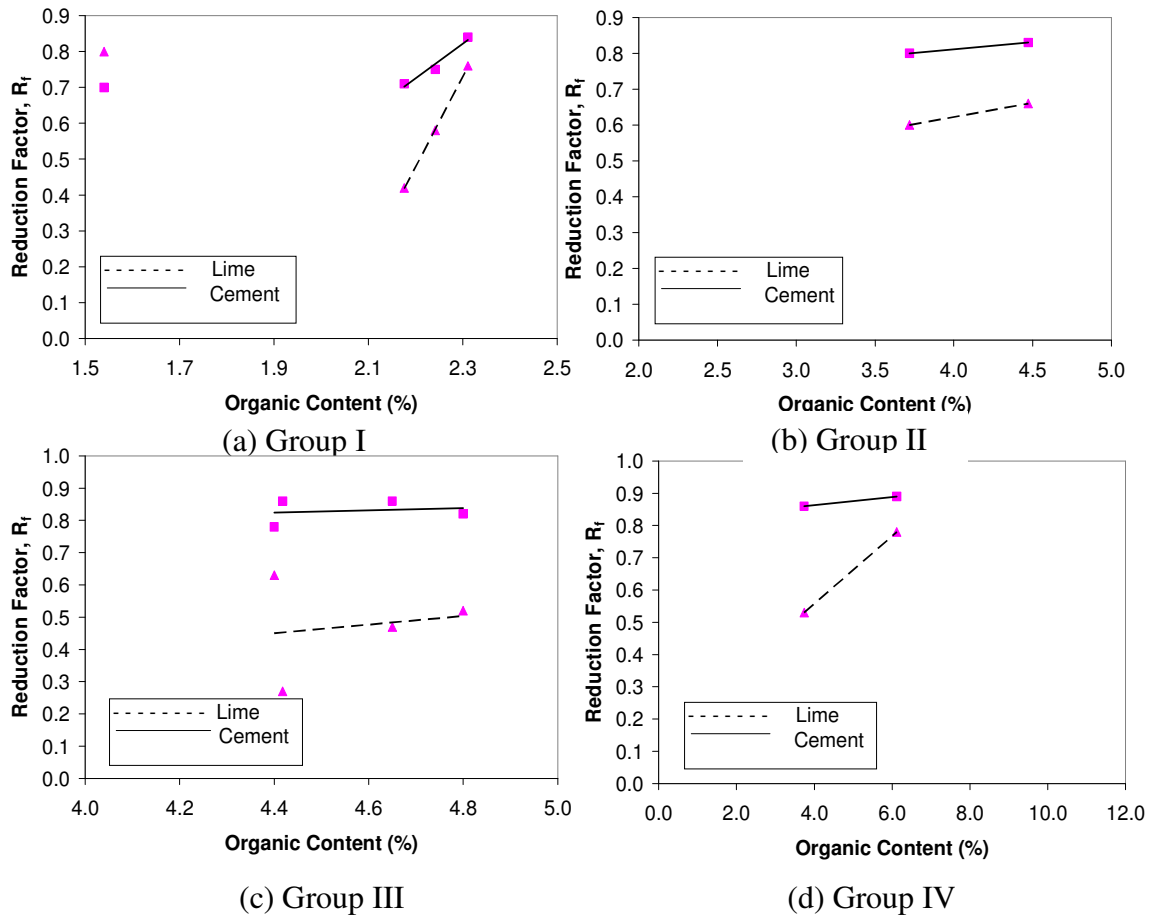 Reduction Factor, Rf
0.9
0.8
0.7
0.6
0.5
0.4
0.3
0.2
0.1
0.0
Lime
Cement
1.5 1.7 1.9 2.1 2.3 2.5
Organic Content (%)
(a) Group I
Reduction Factor, Rf
0.9
0.8
0.7
0.6
0.5
0.4
0.3
0.2
0.1
0.0
Lime
Cement
2.0 2.5 3.0 3.5 4.0 4.5 5.0
Organic Content (%)
(b) Group II
Reduction Factor, Rf
1.0
0.9
0.8
0.7
0.6
0.5
0.4
0.3
0.2
0.1
0.0
Lime
Cement
4.0 4.2 4.4 4.6 4.8 5.0
Organic Content (%)
(c) Group III
Reduction Factor, Rf
1.0
0.9
0.8
0.7
0.6
0.5
0.4
0.3
0.2
0.1
0.0
Lime
Cement
0.0 2.0 4.0 6.0 8.0 10.0 12.0
Organic Content (%)
(d) Group IV